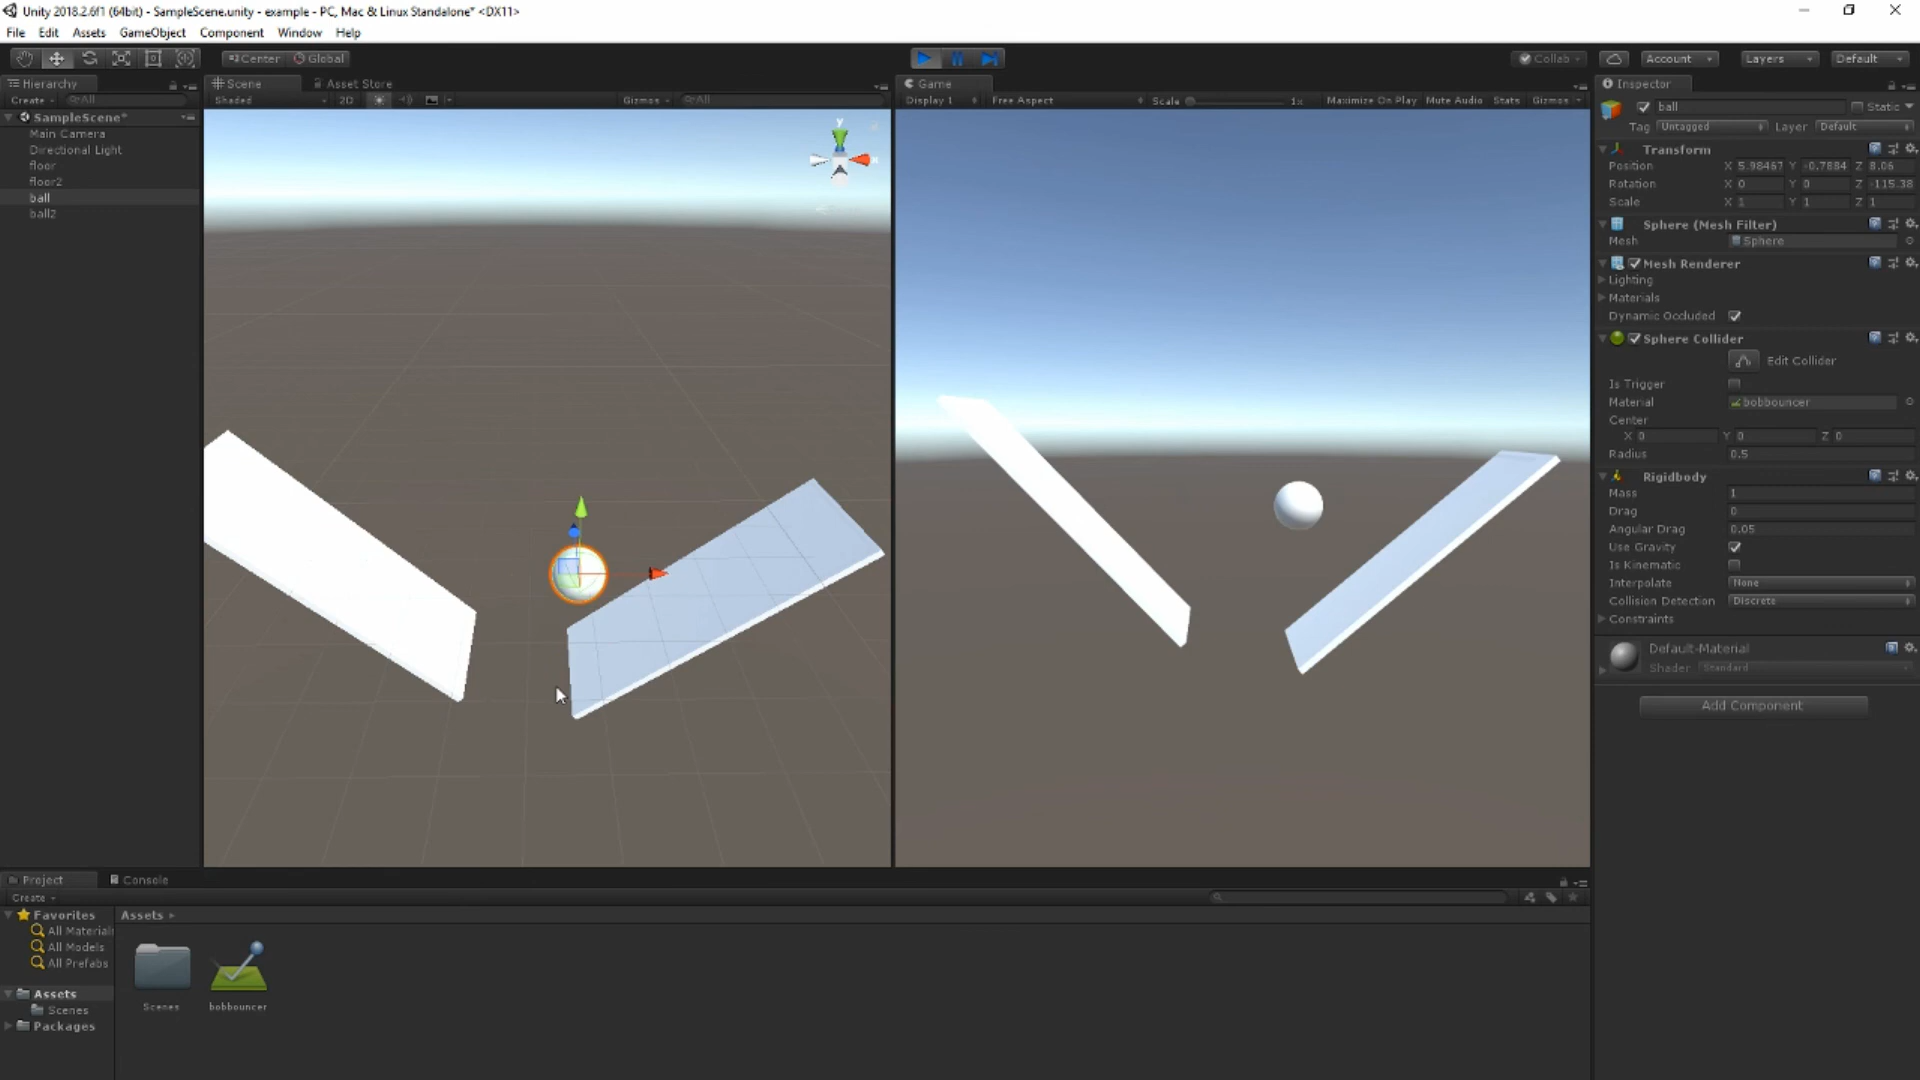 Unity 2018.2.6f1 (64bit) - SampleScene.unity - example - PC, Mac & Linux Standalone* <DX11>
File Edit Assets GameObject Component Window Help
Center Global Collab Account Layers Default
Hierarchy
Create All
SampleScene*
Main Camera
Directional Light
floor
floor2
ball
ball2
Scene Asset Store
Shaded 2D Gizmos All
y
x
Game
Display 1 Free Aspect Scale 1x Maximize On Play Mute Audio Stats Gizmos
Inspector
ball Static
Tag Untagged Layer Default
Transform
Position X 5.98467 Y -0.7884 Z 8.06
Rotation X 0 Y 0 Z -115.38
Scale X 1 Y 1 Z 1
Sphere (Mesh Filter)
Mesh Sphere
Mesh Renderer
Lighting
Materials
Dynamic Occluded
Sphere Collider
Edit Collider
Is Trigger
Material bobbouncer
Center
X 0 Y 0 Z 0
Radius 0.5
Rigidbody
Mass 1
Drag 0
Angular Drag 0.05
Use Gravity
Is Kinematic
Interpolate None
Collision Detection Discrete
Constraints
Default-Material
Shader Standard
Add Component
Project Console
Create
Favorites
All Material
All Models
All Prefabs
Assets
Scenes
Packages
Assets
Scenes
bobbouncer